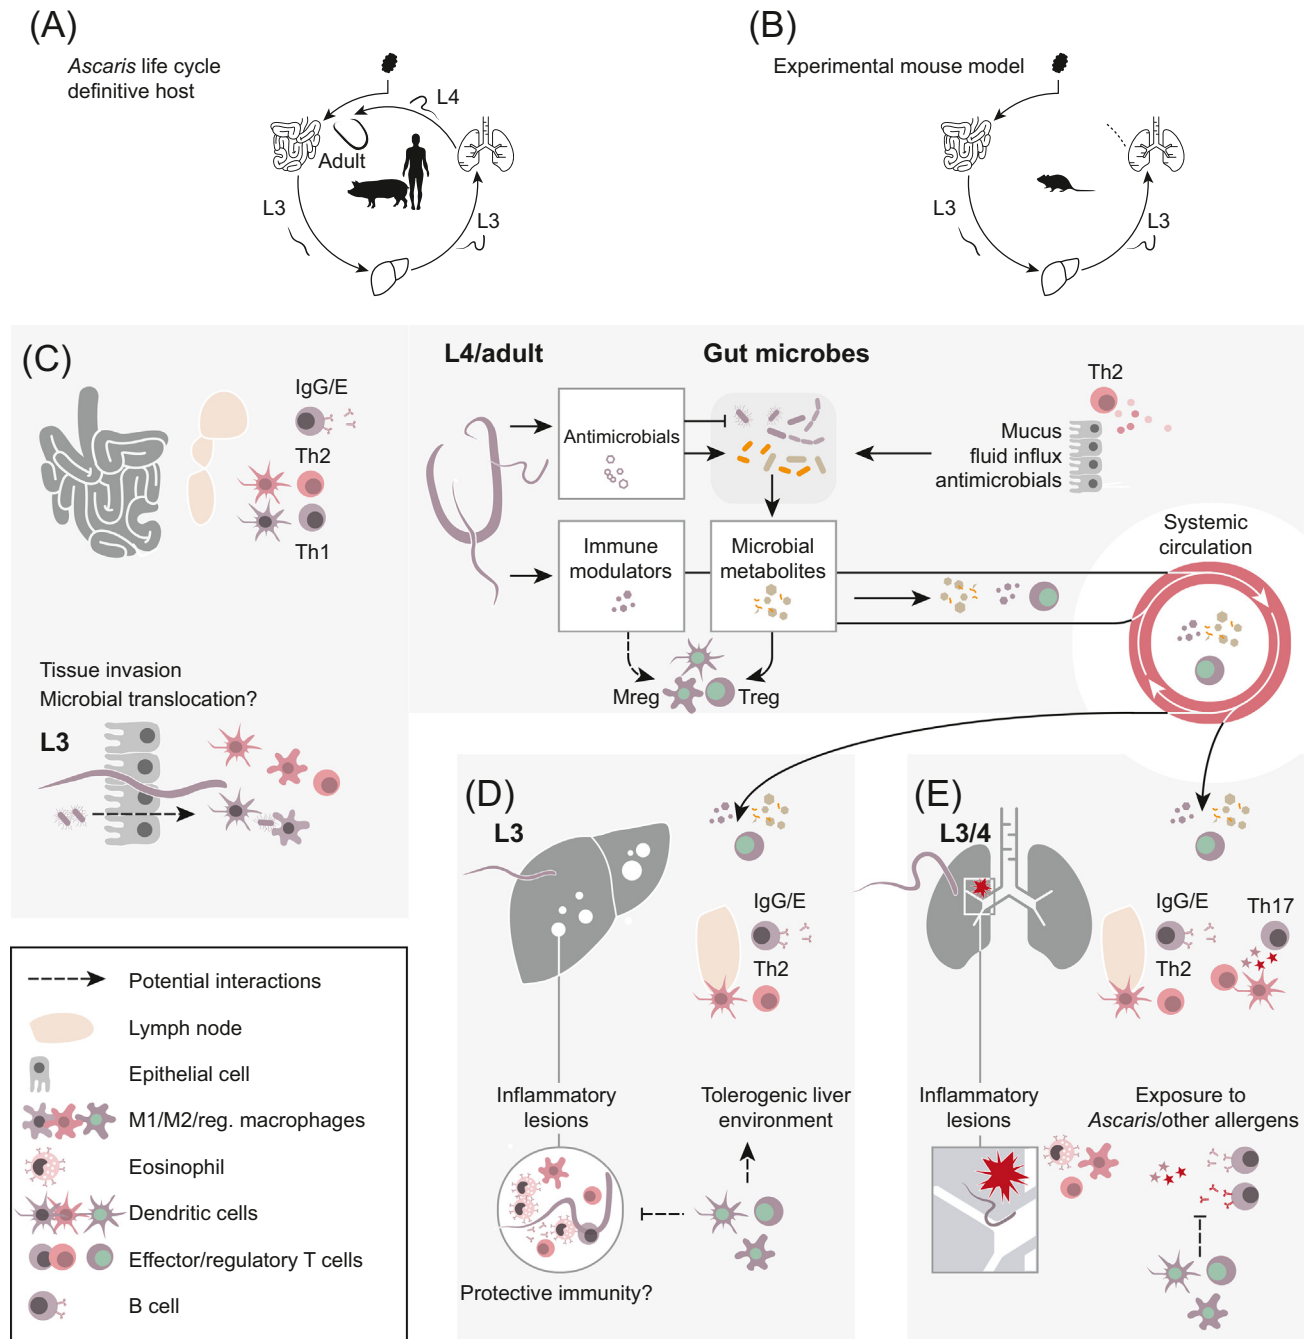 (A)
Ascaris life cycle
definitive host
L4
Adult
L3
L3
(B)
Experimental mouse model
L3
L3
(C)
IgG/E
Th2
Th1
Tissue invasion
Microbial translocation?
L3
L4/adult
Gut microbes
Antimicrobials
Th2
Mucus
fluid influx
antimicrobials
Immune
modulators
Microbial
metabolites
Systemic
circulation
Mreg
Treg
(D)
L3
IgG/E
Th2
Inflammatory
lesions
Tolerogenic liver
environment
Protective immunity?
(E)
L3/4
IgG/E
Th17
Th2
Inflammatory
lesions
Exposure to
Ascaris/other allergens
Potential interactions
Lymph node
Epithelial cell
M1/M2/reg. macrophages
Eosinophil
Dendritic cells
Effector/regulatory T cells
B cell